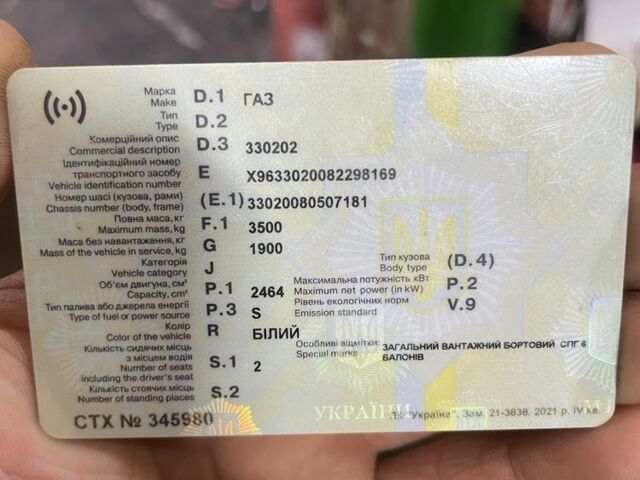 Марка D.1 ГАЗ
Make
Тип D.2
Type
Комерційний опис D.3 330202
Commercial description
Ідентифікаційний номер
транспортного засобу E X9633020082298169
Vehicle identification number
Номер шасі (кузова, рами) (E.1) 33020080507181
Chassis number (body, frame)
Повна маса, кг F.1 3500
Maximum mass, kg
Маса без навантаження, кг G 1900
Mass of the vehicle in service, kg
Категорія J
Vehicle category
Тип кузова (D.4)
Body type
Об'єм двигуна, см³ P.1 2464
Capacity, cm³
Максимальна потужність кВт P.2
Maximum net power (in kW)
Тип палива або джерела енергії P.3 S
Type of fuel or power source
Рівень екологічних норм V.9
Emission standard
Колір R БІЛИЙ
Color of the vehicle
Особливі відмітки: ЗАГАЛЬНИЙ ВАНТАЖНИЙ БОРТОВИЙ СПГ 6
Special marks БАЛОНІВ
Кількість сидячих місць
з місцем водія S.1 2
Number of seats
including the driver's seat
Кількість стоячих місць S.2
Number of standing places
СТХ № 345980
УКРАЇНА
ПК "Україна". Зам. 21-3838. 2021 р. IV кв.